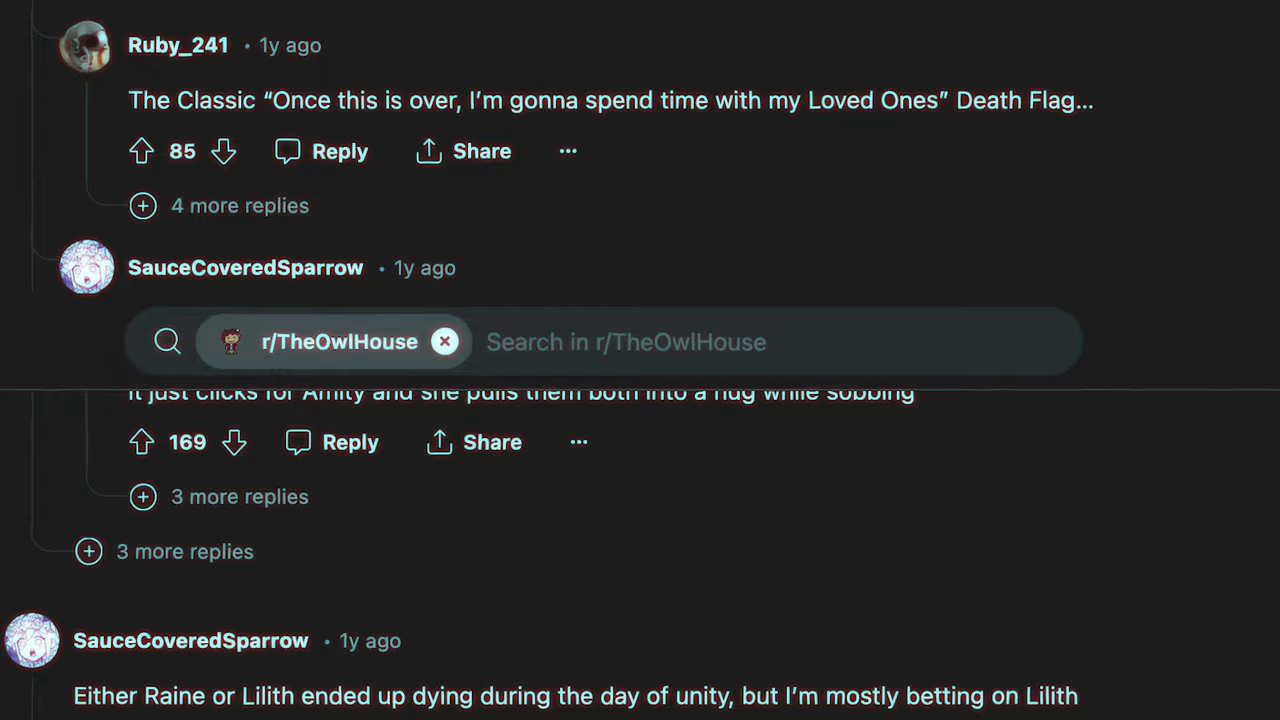 Ruby_241 • 1y ago
The Classic “Once this is over, I’m gonna spend time with my Loved Ones” Death Flag...
85 Reply Share ...
4 more replies
SauceCoveredSparrow • 1y ago
r/TheOwlHouse Search in r/TheOwlHouse
it just clicks for Amity and she pulls them both into a hug while sobbing
169 Reply Share ...
3 more replies
3 more replies
SauceCoveredSparrow • 1y ago
Either Raine or Lilith ended up dying during the day of unity, but I’m mostly betting on Lilith